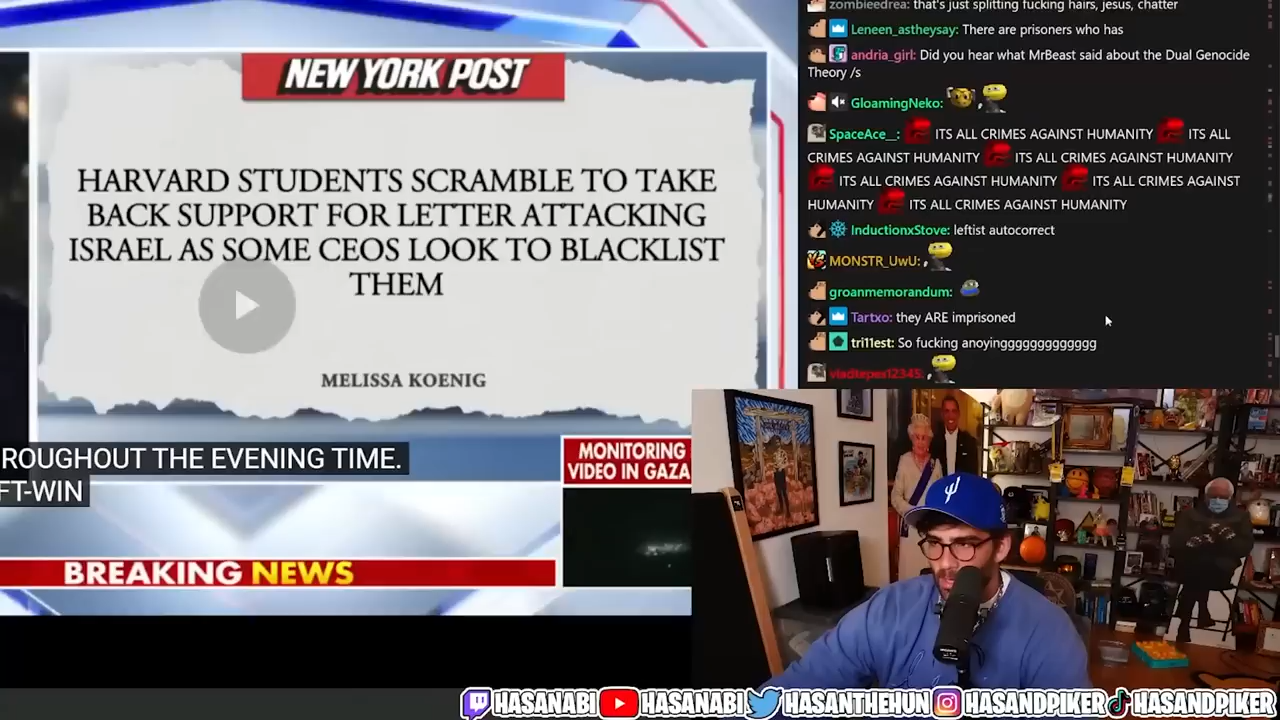 NEW YORK POST
HARVARD STUDENTS SCRAMBLE TO TAKE
BACK SUPPORT FOR LETTER ATTACKING
ISRAEL AS SOME CEOS LOOK TO BLACKLIST
THEM
MELISSA KOENIG
ROUGHOUT THE EVENING TIME.
FT-WIN
MONITORING
VIDEO IN GAZA
BREAKING NEWS
zombieedrea: that's just splitting fucking hairs, jesus, chatter
Leneen_astheysay: There are prisoners who has
andria_girl: Did you hear what MrBeast said about the Dual Genocide
Theory /s
GloamingNeko:
SpaceAce__: ITS ALL CRIMES AGAINST HUMANITY ITS ALL
CRIMES AGAINST HUMANITY ITS ALL CRIMES AGAINST HUMANITY
ITS ALL CRIMES AGAINST HUMANITY ITS ALL CRIMES AGAINST
HUMANITY ITS ALL CRIMES AGAINST HUMANITY
InductionxStove: leftist autocorrect
MONSTR_UwU:
groanmemorandum:
Tartxo: they ARE imprisoned
tri11est: So fucking anoyinggggggggggggg
vladtepes12345:
HASANABI HASANABI HASANTHEHUN HASANDPIKER HASANDPIKER